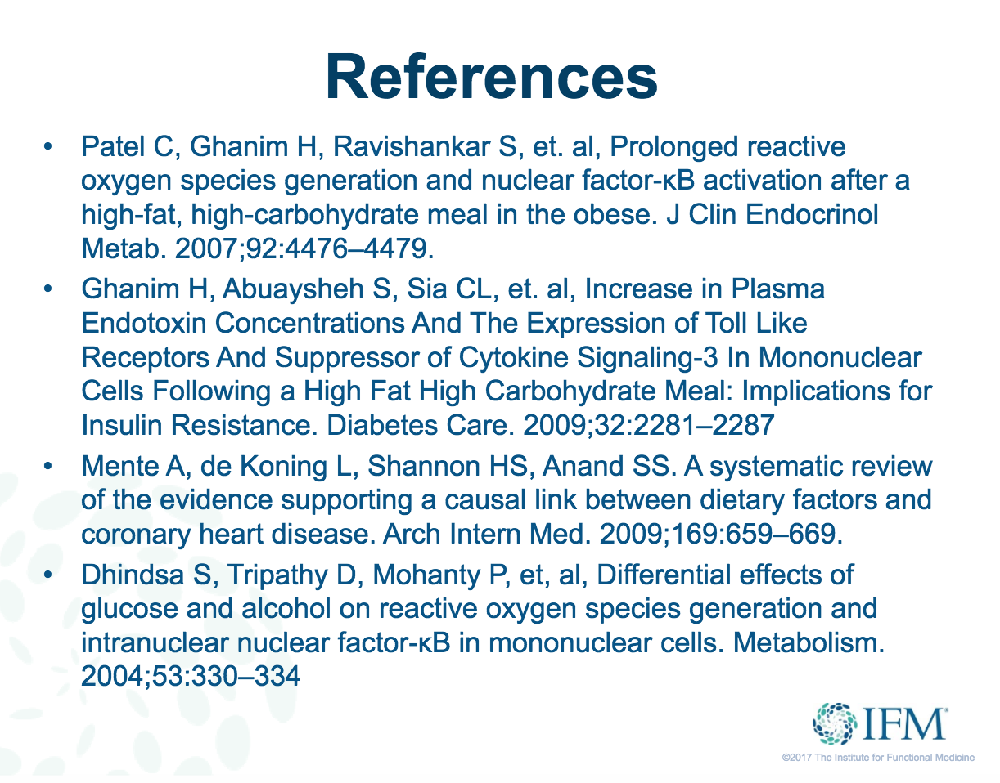 References
• Patel C, Ghanim H, Ravishankar S, et. al, Prolonged reactive
oxygen species generation and nuclear factor-κB activation after a
high-fat, high-carbohydrate meal in the obese. J Clin Endocrinol
Metab. 2007;92:4476–4479.
• Ghanim H, Abuaysheh S, Sia CL, et. al, Increase in Plasma
Endotoxin Concentrations And The Expression of Toll Like
Receptors And Suppressor of Cytokine Signaling-3 In Mononuclear
Cells Following a High Fat High Carbohydrate Meal: Implications for
Insulin Resistance. Diabetes Care. 2009;32:2281–2287
• Mente A, de Koning L, Shannon HS, Anand SS. A systematic review
of the evidence supporting a causal link between dietary factors and
coronary heart disease. Arch Intern Med. 2009;169:659–669.
• Dhindsa S, Tripathy D, Mohanty P, et, al, Differential effects of
glucose and alcohol on reactive oxygen species generation and
intranuclear nuclear factor-κB in mononuclear cells. Metabolism.
2004;53:330–334
IFM®
©2017 The Institute for Functional Medicine